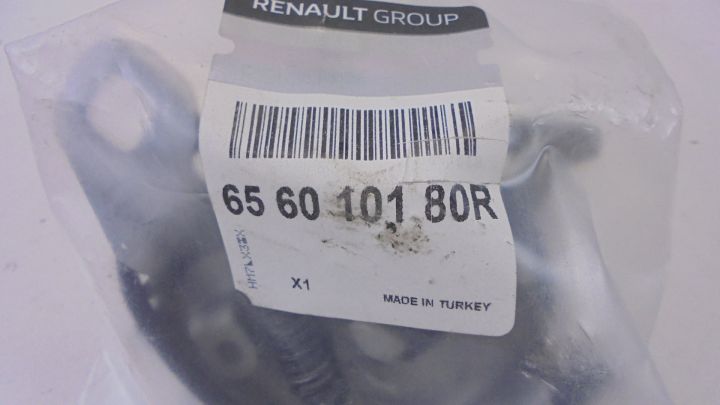 RENAULT GROUP
65 60 101 80R
X1
MADE IN TURKEY